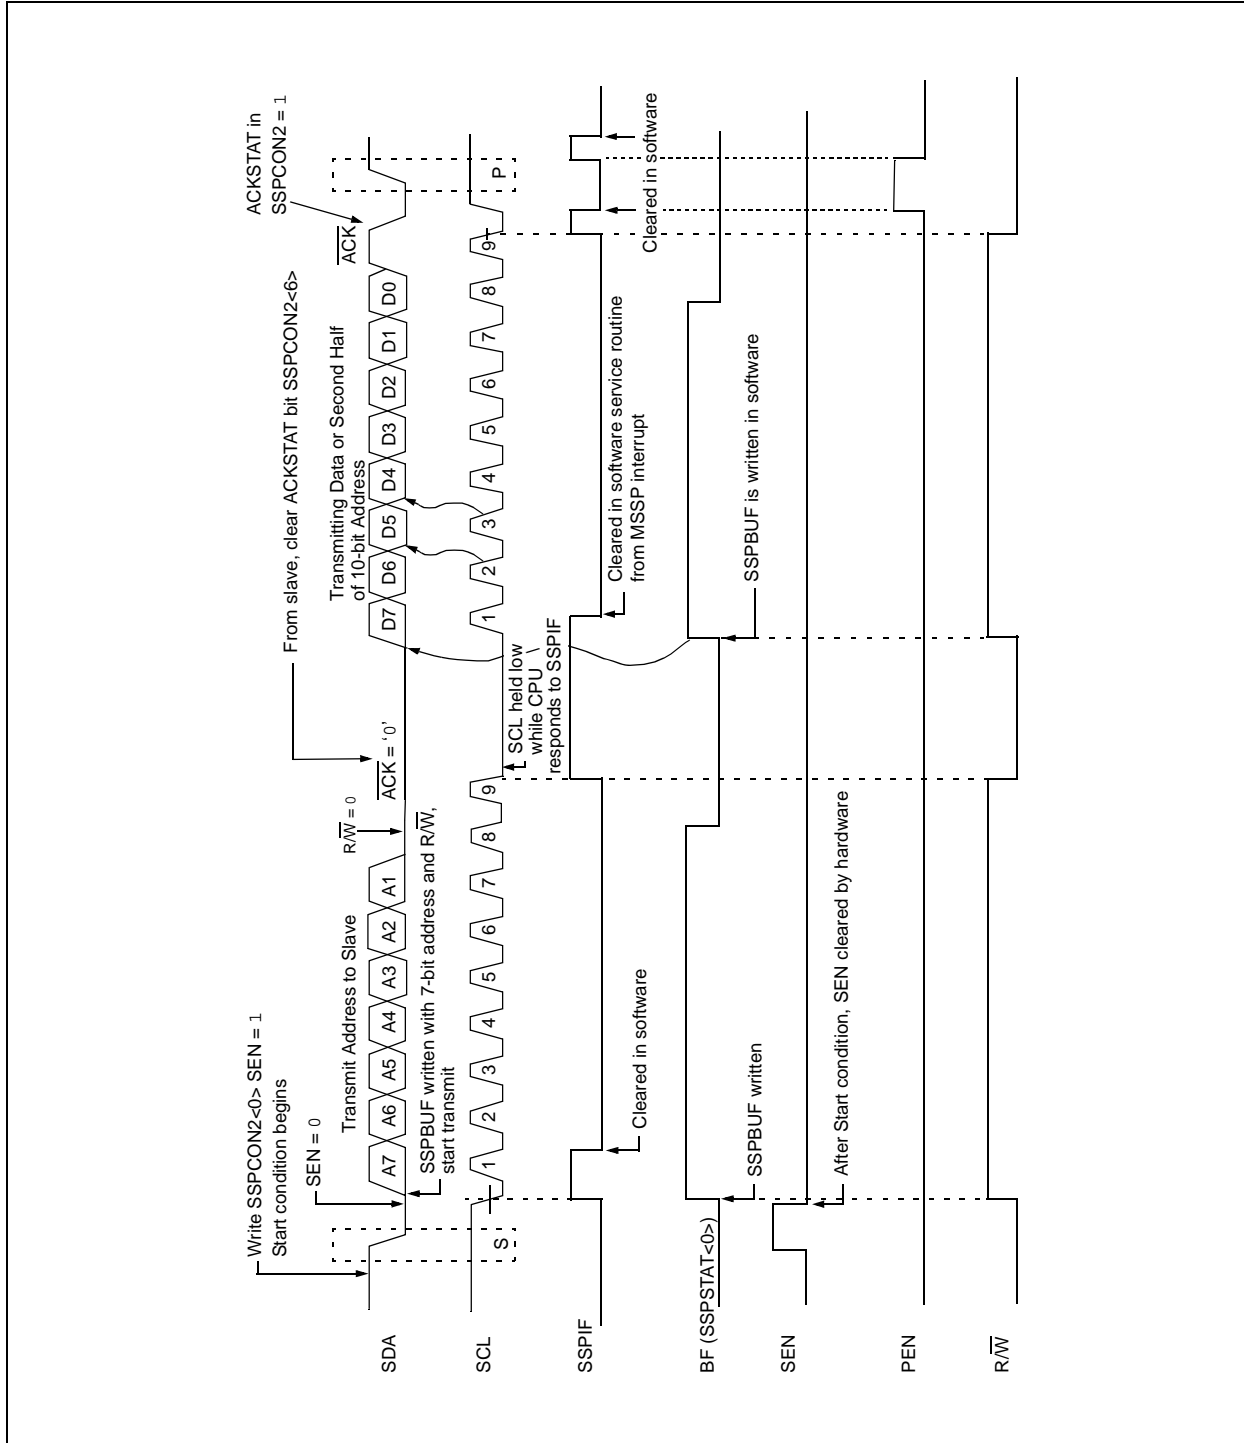 Write SSPCON2<0> SEN = 1
Start condition begins
SEN = 0
Transmit Address to Slave
R/W = 0
From slave, clear ACKSTAT bit SSPCON2<6>
ACK = ‘0’
Transmitting Data or Second Half
of 10-bit Address
ACKSTAT in
SSPCON2 = 1
ACK
SDA
A7 A6 A5 A4 A3 A2 A1
D7 D6 D5 D4 D3 D2 D1 D0
SSPBUF written with 7-bit address and R/W,
start transmit
SCL
S
1 2 3 4 5 6 7 8 9
1 2 3 4 5 6 7 8 9
P
SCL held low
while CPU
responds to SSPIF
SSPIF
Cleared in software
Cleared in software service routine
from MSSP interrupt
Cleared in software
BF (SSPSTAT<0>)
SSPBUF written
SSPBUF is written in software
SEN
After Start condition, SEN cleared by hardware
PEN
R/W